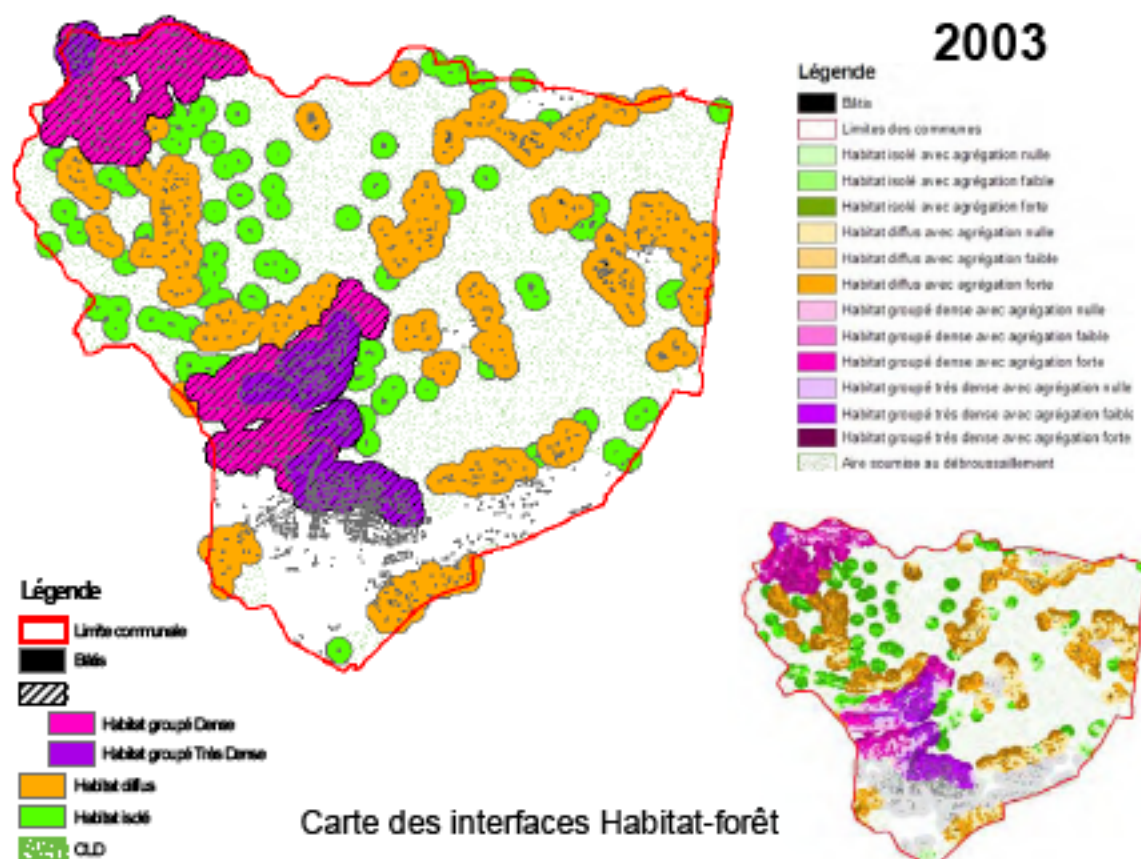 2003
Légende
Bâtis
Limites des communes
Habitat isolé avec agrégation nulle
Habitat isolé avec agrégation faible
Habitat isolé avec agrégation forte
Habitat diffus avec agrégation nulle
Habitat diffus avec agrégation faible
Habitat diffus avec agrégation forte
Habitat groupé dense avec agrégation nulle
Habitat groupé dense avec agrégation faible
Habitat groupé dense avec agrégation forte
Habitat groupé trés dense avec agrégation nulle
Habitat groupé trés dense avec agrégation faible
Habitat groupé trés dense avec agrégation forte
Aire soumise au débroussaillement
Légende
Limite communale
Bâtis
Habitat groupé Dense
Habitat groupé Très Dense
Habitat diffus
Habitat isolé
OLD
Carte des interfaces Habitat-forêt